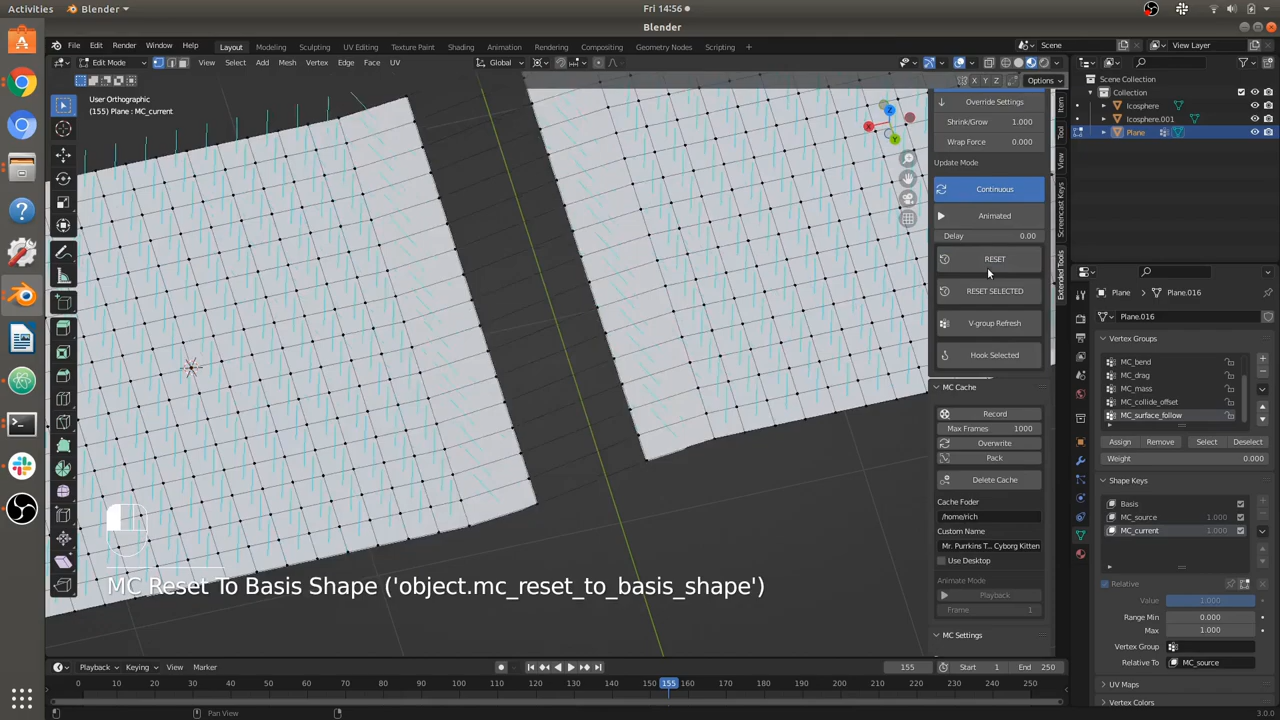 Activities
Blender
Fri 14:56
Blender
File Edit Render Window Help
Layout Modeling Sculpting UV Editing Texture Paint Shading Animation Rendering Compositing Geometry Nodes Scripting
Scene
View Layer
Edit Mode
View Select Add Mesh Vertex Edge Face UV
Global
X Y Z
Options
User Orthographic
(155) Plane : MC_current
Z
X
Y
Override Settings
Shrink/Grow 1.000
Wrap Force 0.000
Update Mode
Continuous
Animated
Delay 0.00
RESET
RESET SELECTED
V-group Refresh
Hook Selected
MC Cache
Record
Max Frames 1000
Overwrite
Pack
Delete Cache
Cache Foder
/home/rich
Custom Name
Mr. Purrkins T... Cyborg Kitten
Use Desktop
Animate Mode
Playback
Frame 1
MC Settings
Item
Tool
View
Screencast Keys
Extended Tools
Scene Collection
Collection
Icosphere
Icosphere.001
Plane
Plane Plane.016
Plane.016
Vertex Groups
MC_bend
MC_drag
MC_mass
MC_collide_offset
MC_surface_follow
Assign Remove Select Deselect
Weight 0.000
Shape Keys
Basis
MC_source 1.000
MC_current 1.000
Relative
Value 1.000
Range Min 0.000
Max 1.000
Vertex Group
Relative To MC_source
UV Maps
Vertex Colors
MC Reset To Basis Shape ('object.mc_reset_to_basis_shape')
Playback Keying View Marker
155 Start 1 End 250
0 10 20 30 40 50 60 70 80 90 100 110 120 130 140 150 155 160 170 180 190 200 210 220 230 240 250
Pan View
3.0.0